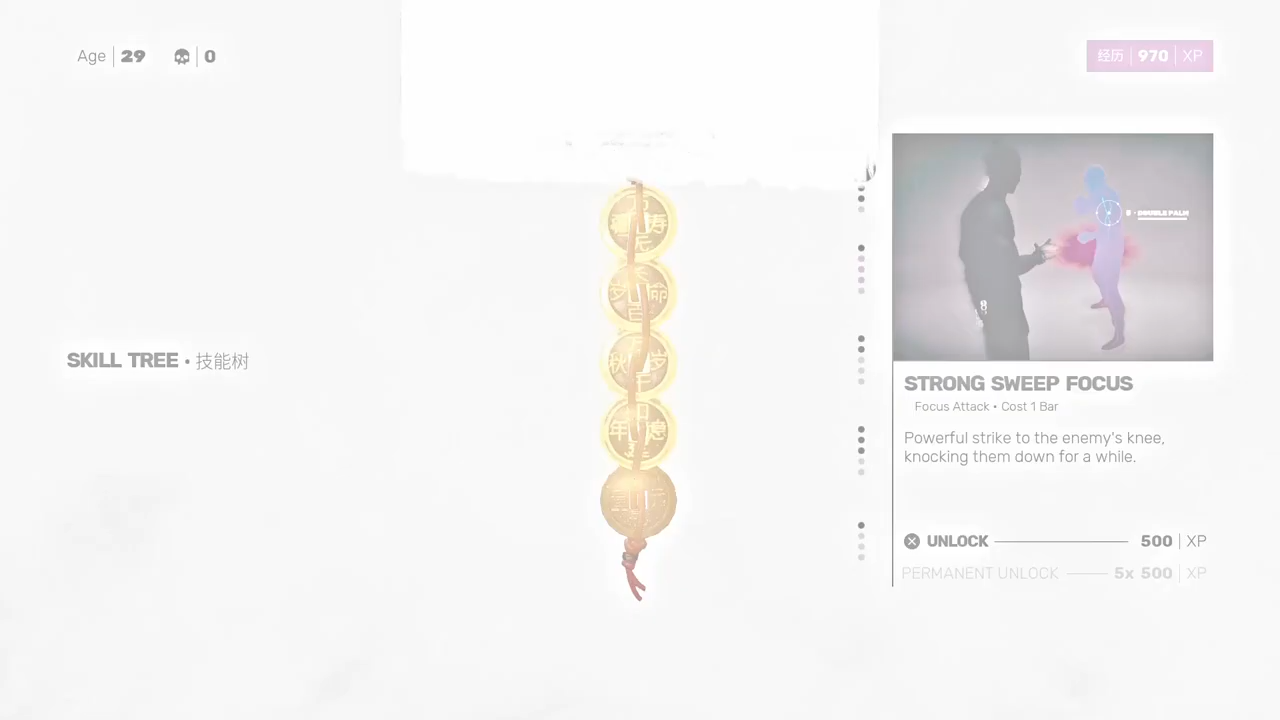 Age | 29 0
经历 | 970 | XP
DOUBLE PALM
SKILL TREE • 技能树
STRONG SWEEP FOCUS
Focus Attack • Cost 1 Bar
Powerful strike to the enemy's knee,
knocking them down for a while.
UNLOCK 500 | XP
PERMANENT UNLOCK 5x 500 | XP